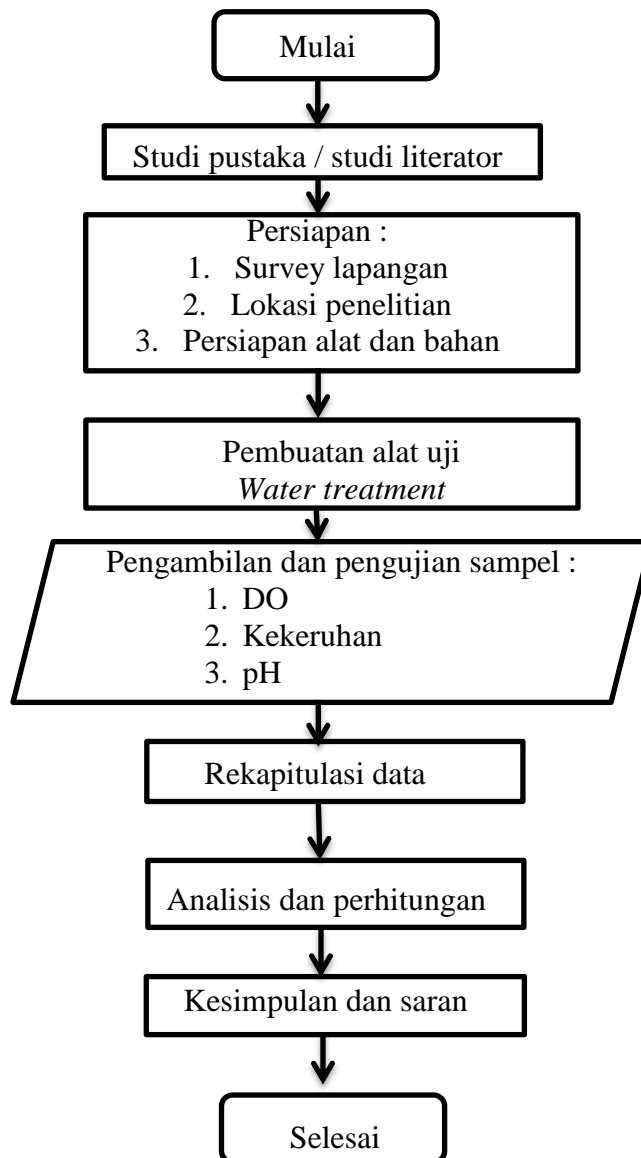 Mulai
Studi pustaka / studi literator
Persiapan :
1. Survey lapangan
2. Lokasi penelitian
3. Persiapan alat dan bahan
Pembuatan alat uji
Water treatment
Pengambilan dan pengujian sampel :
1. DO
2. Kekeruhan
3. pH
Rekapitulasi data
Analisis dan perhitungan
Kesimpulan dan saran
Selesai